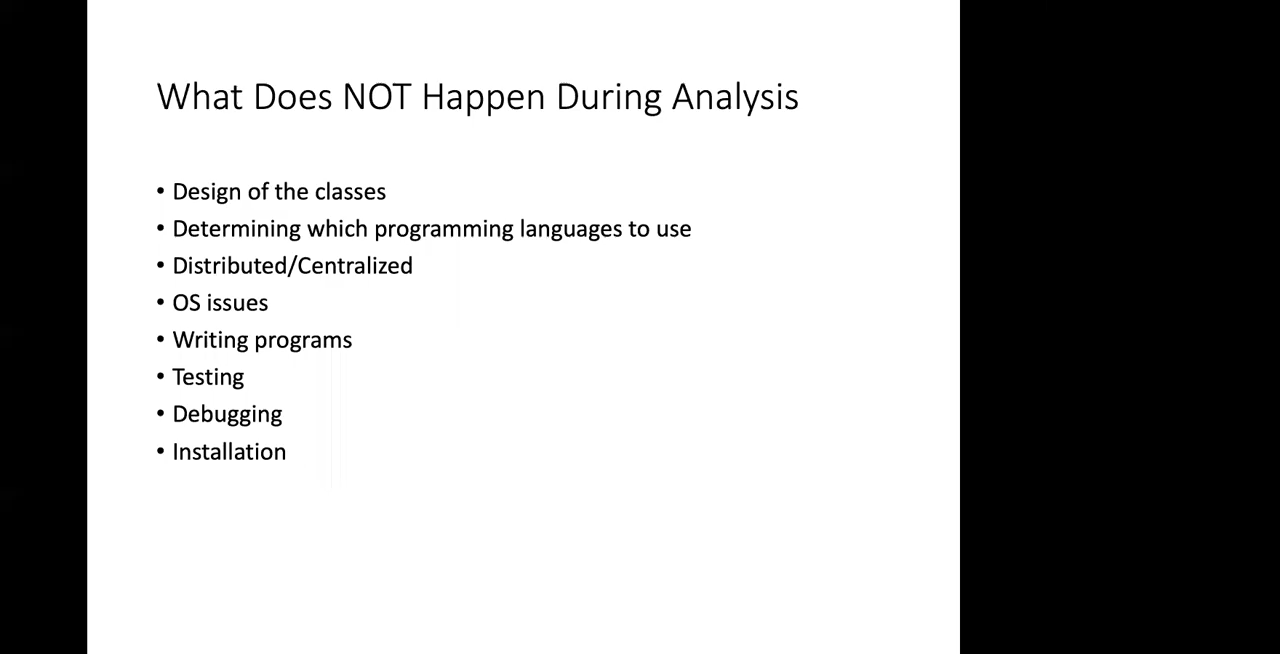 What Does NOT Happen During Analysis
• Design of the classes
• Determining which programming languages to use
• Distributed/Centralized
• OS issues
• Writing programs
• Testing
• Debugging
• Installation